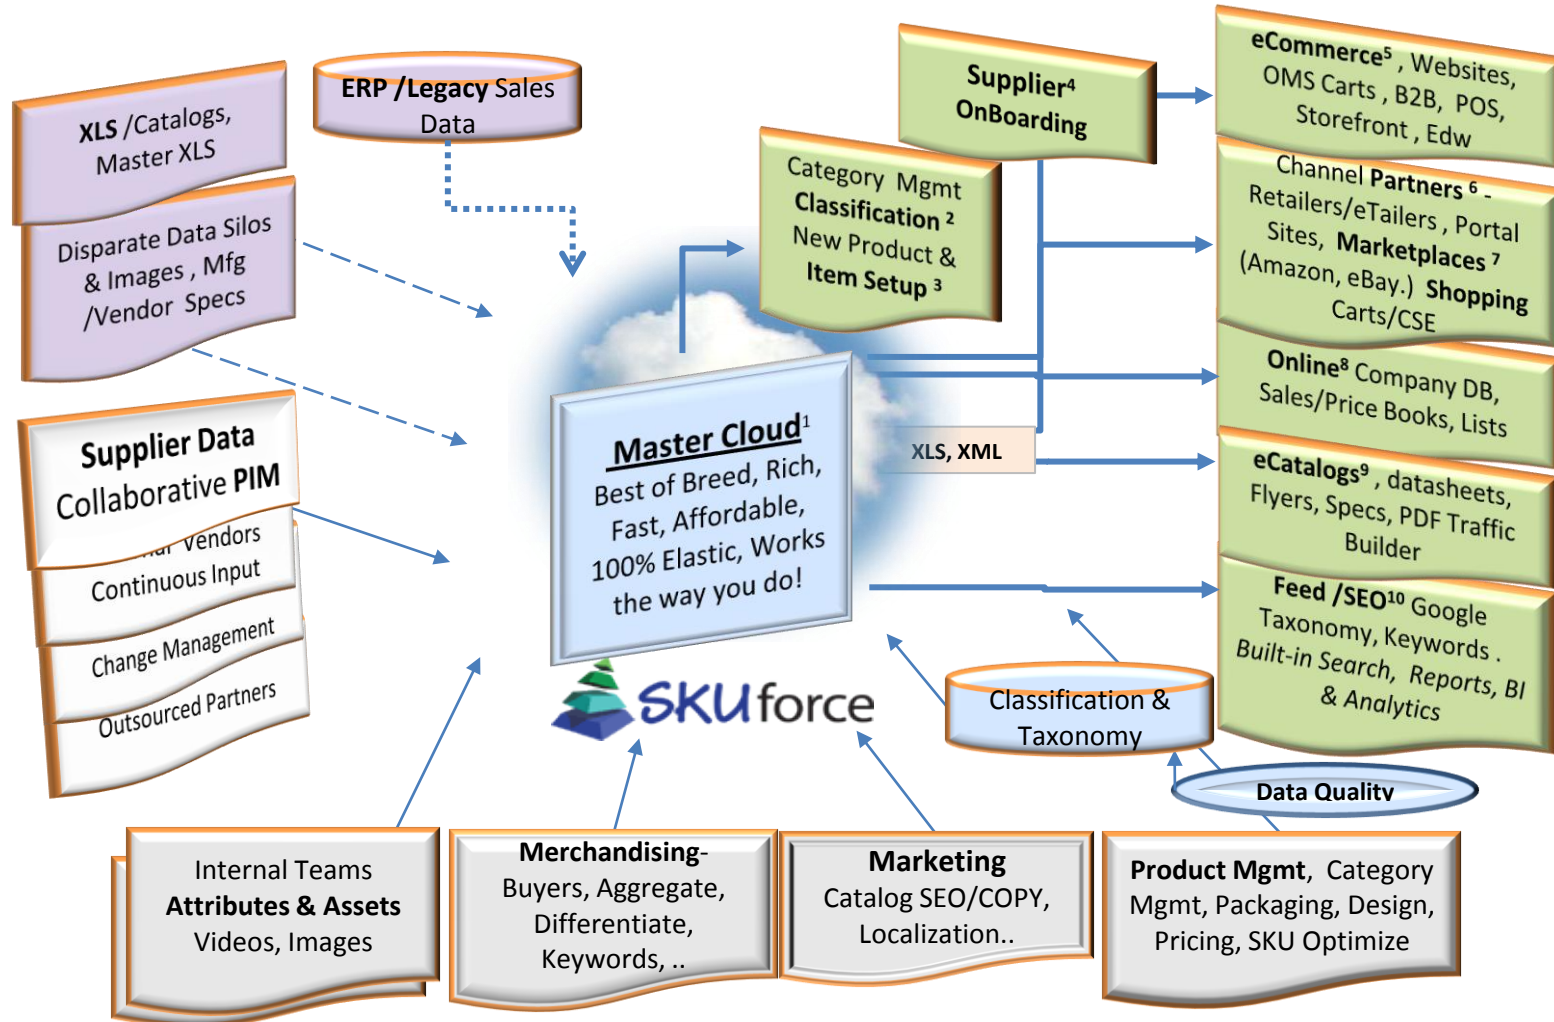 XLS /Catalogs,
Master XLS
Disparate Data Silos
& Images , Mfg
/Vendor Specs
Supplier Data
Collaborative PIM
Vendors
Continuous Input
Change Management
Outsourced Partners
ERP /Legacy Sales
Data
Category Mgmt
Classification ²
New Product &
Item Setup ³
Supplier⁴
OnBoarding
Master Cloud¹
Best of Breed, Rich,
Fast, Affordable,
100% Elastic, Works
the way you do!
SKUforce
XLS, XML
eCommerce⁵ , Websites,
OMS Carts , B2B, POS,
Storefront , Edw
Channel Partners ⁶ -
Retailers/eTailers , Portal
Sites, Marketplaces ⁷
(Amazon, eBay.) Shopping
Carts/CSE
Online⁸ Company DB,
Sales/Price Books, Lists
eCatalogs⁹ , datasheets,
Flyers, Specs, PDF Traffic
Builder
Feed /SEO¹⁰ Google
Taxonomy, Keywords .
Built-in Search, Reports, BI
& Analytics
Classification &
Taxonomy
Data Quality
Internal Teams
Attributes & Assets
Videos, Images
Merchandising-
Buyers, Aggregate,
Differentiate,
Keywords, ..
Marketing
Catalog SEO/COPY,
Localization..
Product Mgmt, Category
Mgmt, Packaging, Design,
Pricing, SKU Optimize